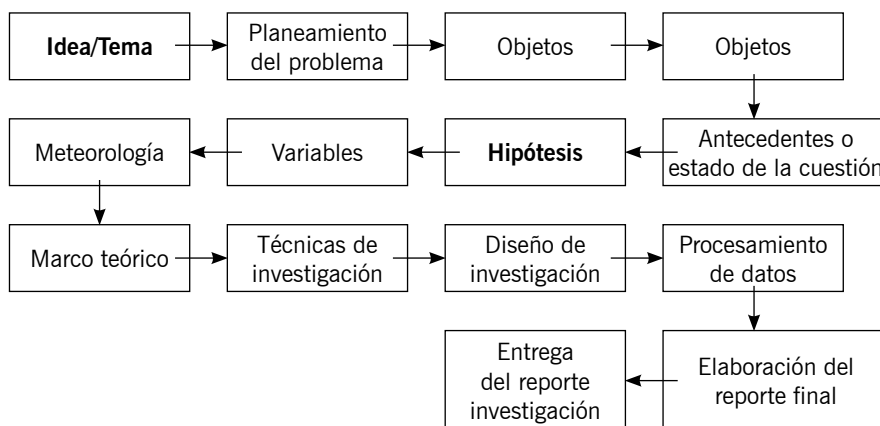 Idea/Tema
Planeamiento
del problema
Objetos
Objetos
Antecedentes o
estado de la cuestión
Hipótesis
Variables
Meteorología
Marco teórico
Técnicas de
investigación
Diseño de
investigación
Procesamiento
de datos
Elaboración del
reporte final
Entrega
del reporte
investigación